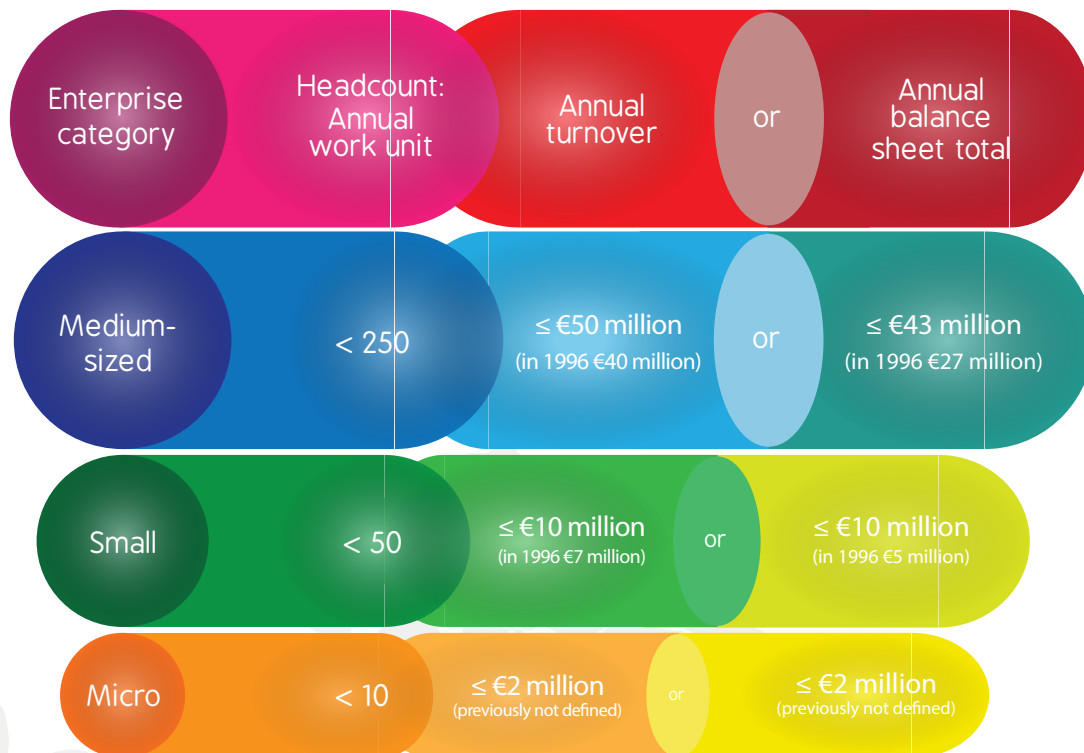 Enterprise
category
Headcount:
Annual
work unit
Annual
turnover
or
Annual
balance
sheet total
Medium-
sized
< 250
≤ €50 million
(in 1996 €40 million)
or
≤ €43 million
(in 1996 €27 million)
Small
< 50
≤ €10 million
(in 1996 €7 million)
or
≤ €10 million
(in 1996 €5 million)
Micro
< 10
≤ €2 million
(previously not defined)
or
≤ €2 million
(previously not defined)